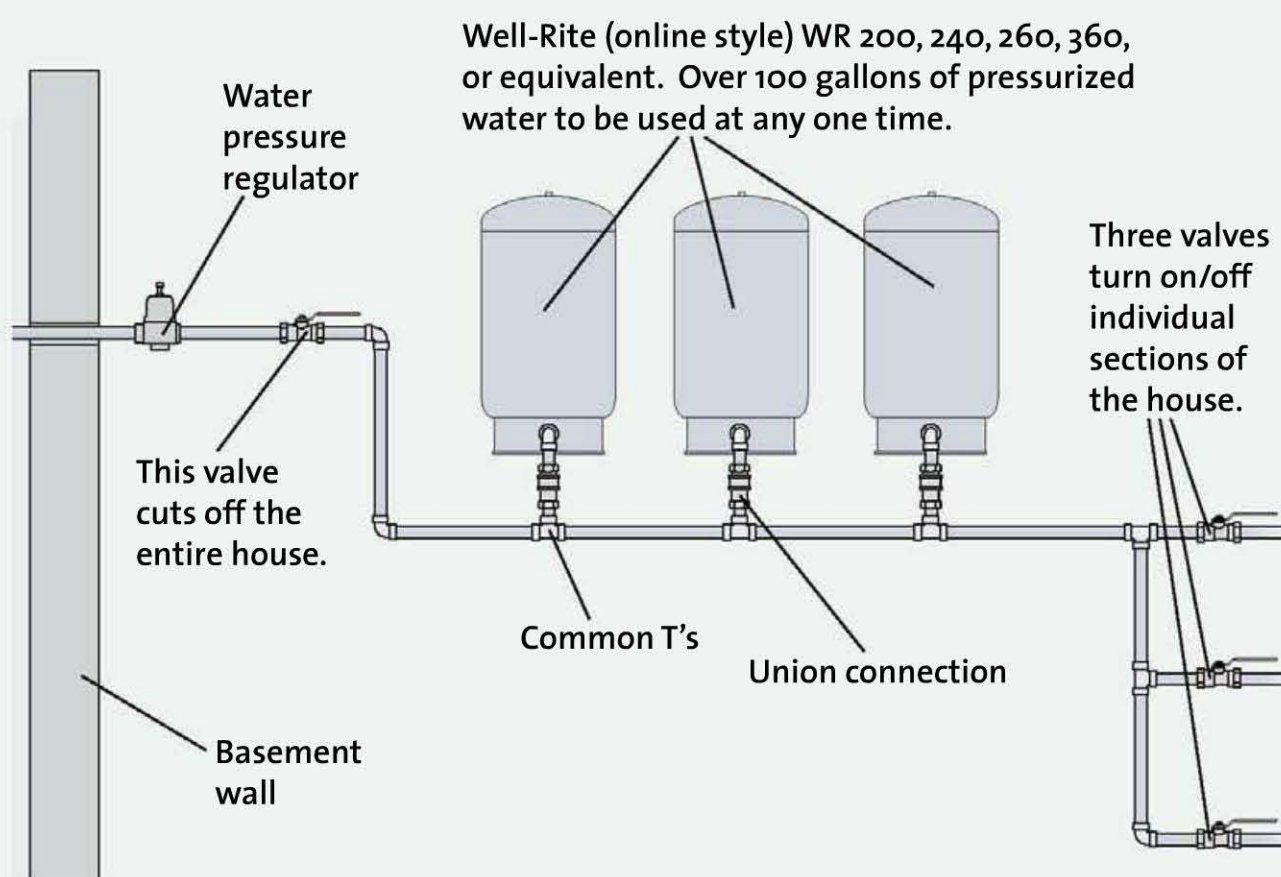 Well-Rite (online style) WR 200, 240, 260, 360,
or equivalent. Over 100 gallons of pressurized
water to be used at any one time.
Water
pressure
regulator
Three valves
turn on/off
individual
sections of
the house.
This valve
cuts off the
entire house.
Common T's
Union connection
Basement
wall